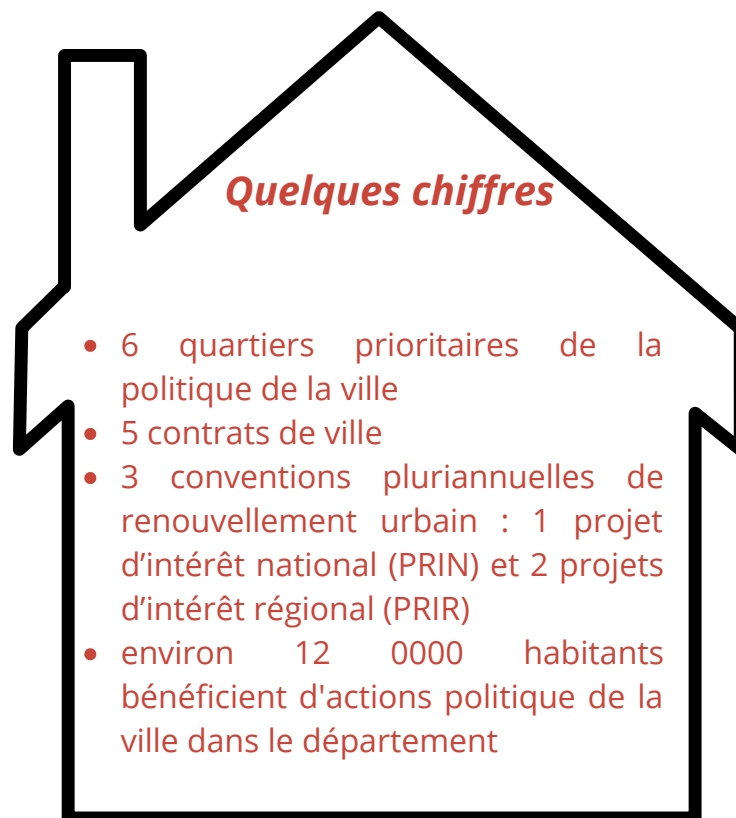 Quelques chiffres
• 6 quartiers prioritaires de la
politique de la ville
• 5 contrats de ville
• 3 conventions pluriannuelles de
renouvellement urbain : 1 projet
d’intérêt national (PRIN) et 2 projets
d’intérêt régional (PRIR)
• environ 12 0000 habitants
bénéficient d'actions politique de la
ville dans le département